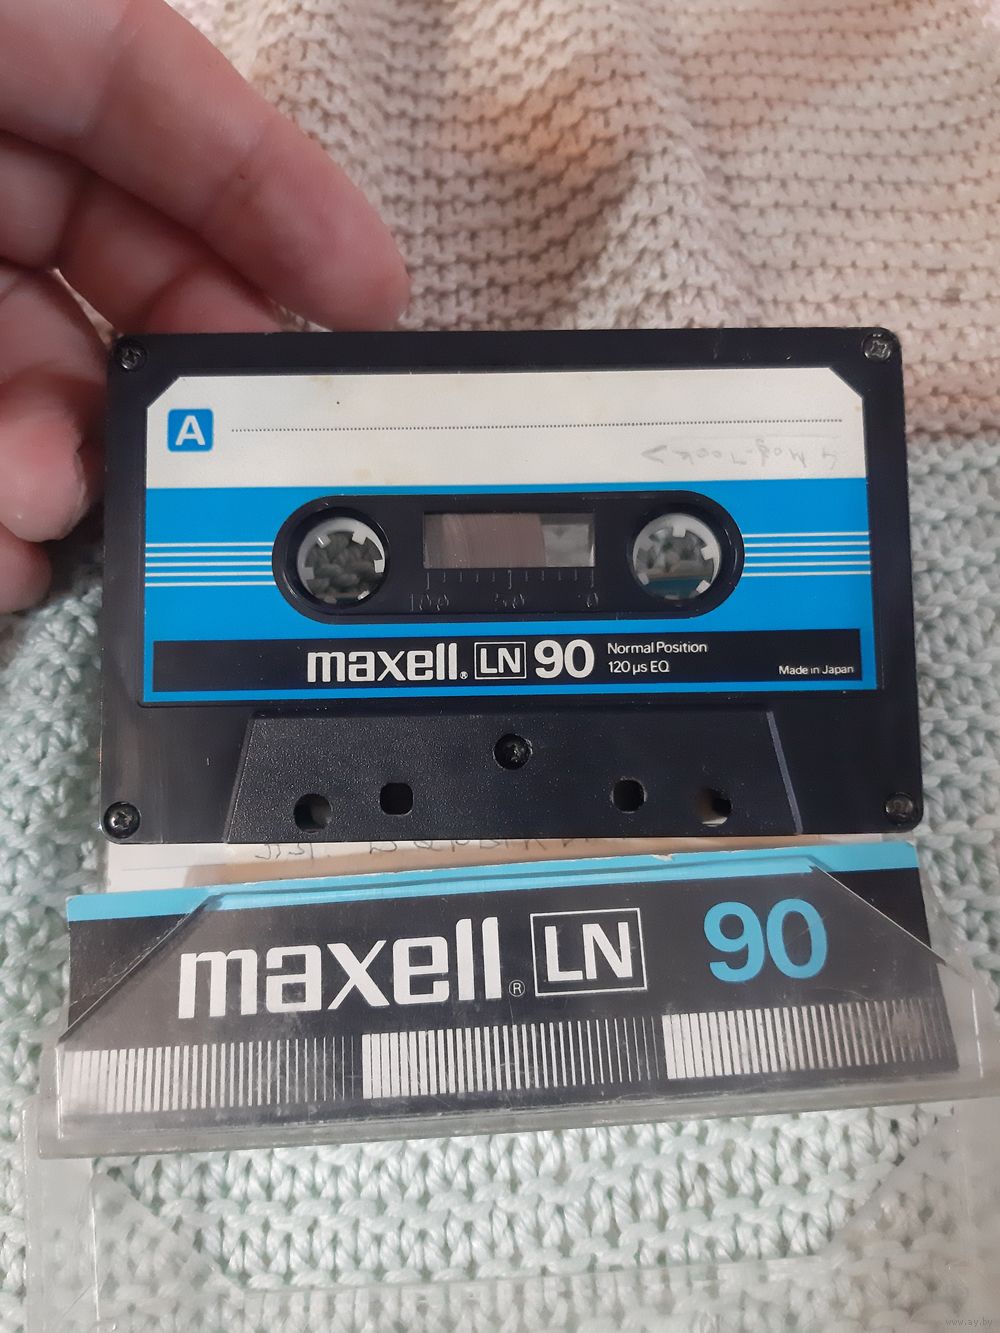 A
100 50 0
maxell® LN 90 Normal Position
120 µs EQ
Made in Japan
maxell® LN 90
www.ay.by